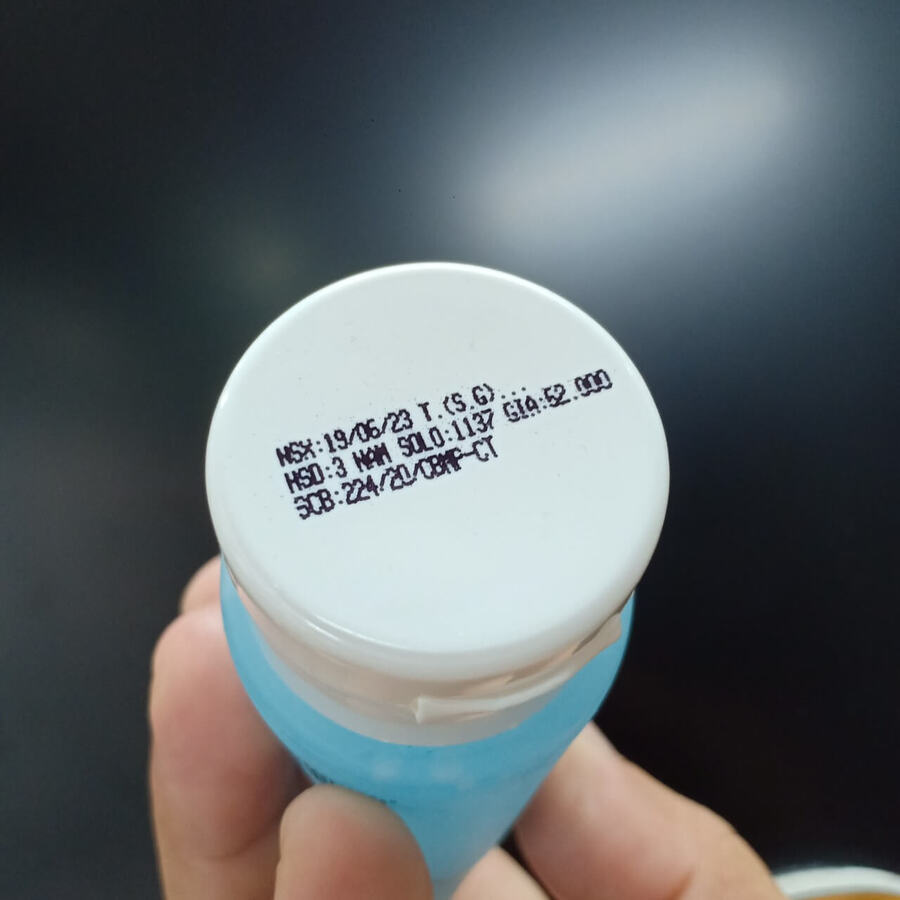 NSX:19/06/23 T.(S.G)...
HSD:3 NAM SOLO:1137 GIA:52.000
SCB:224/20/CBMP-CT